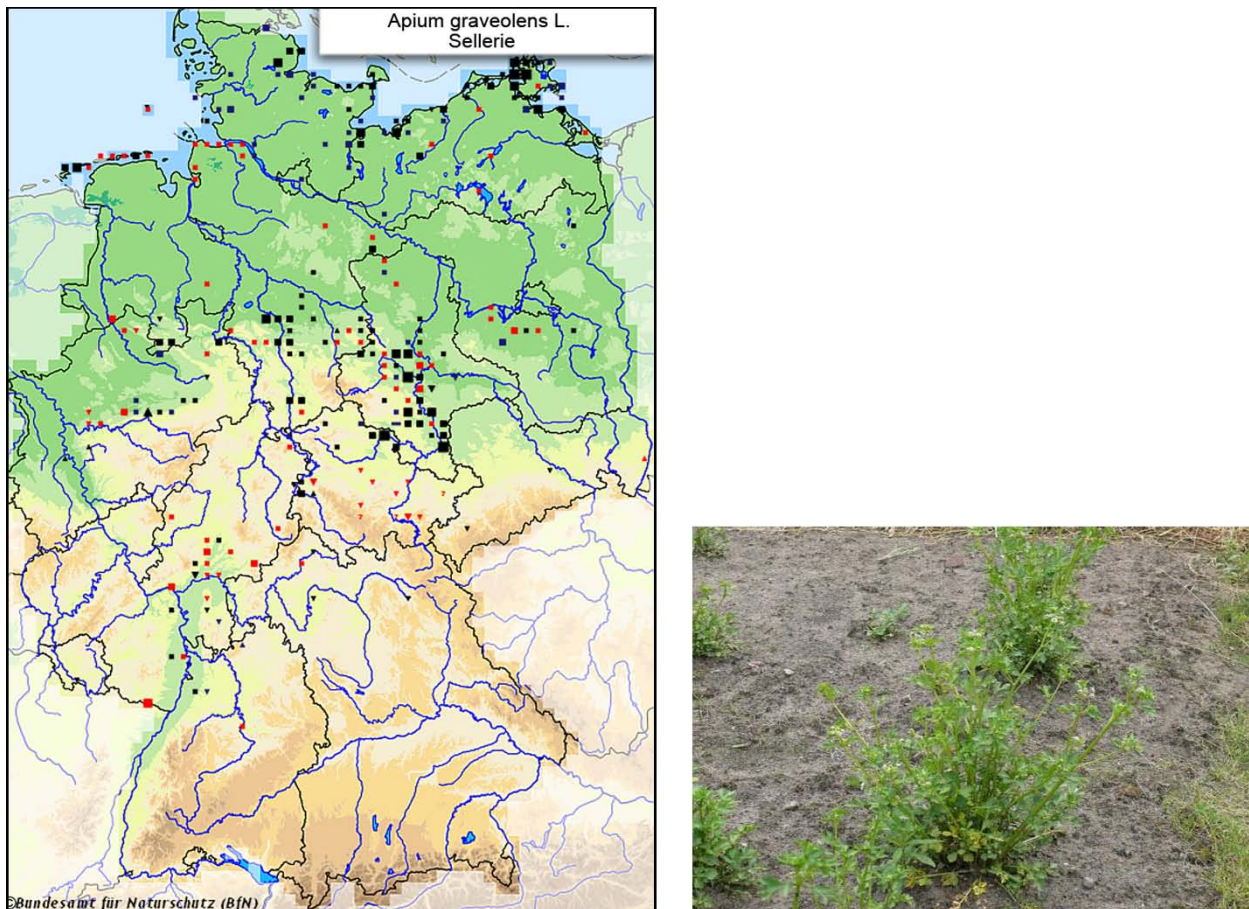 Apium graveolens L.
Sellerie
?
?
?
©Bundesamt für Naturschutz (BfN)